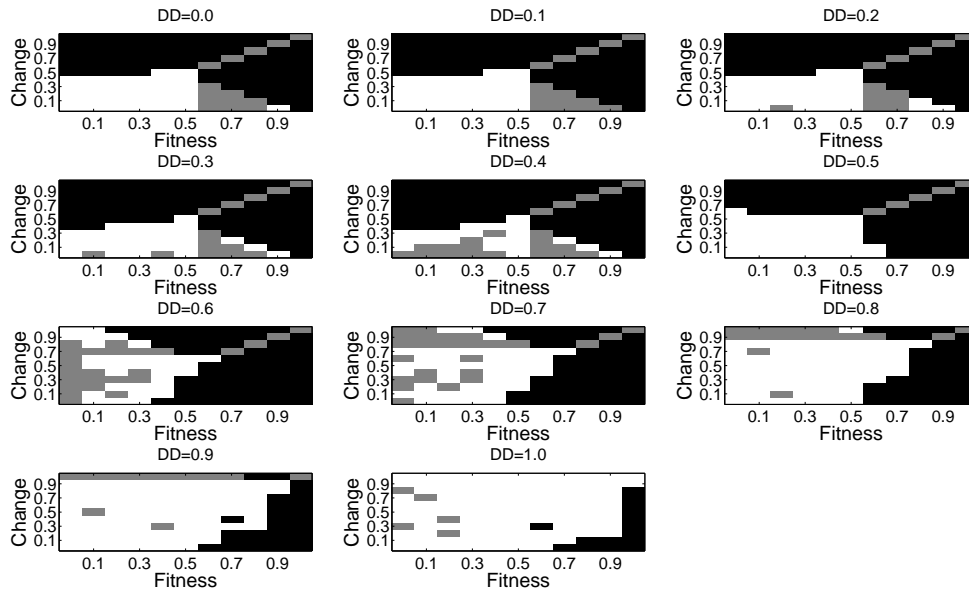 DD=0.0 DD=0.1 DD=0.2
Change 0.9 0.7 0.5 0.3 0.1 Change 0.9 0.7 0.5 0.3 0.1 Change 0.9 0.7 0.5 0.3 0.1
0.1 0.3 0.5 0.7 0.9 0.1 0.3 0.5 0.7 0.9 0.1 0.3 0.5 0.7 0.9
Fitness Fitness Fitness
DD=0.3 DD=0.4 DD=0.5
Change 0.9 0.7 0.5 0.3 0.1 Change 0.9 0.7 0.5 0.3 0.1 Change 0.9 0.7 0.5 0.3 0.1
0.1 0.3 0.5 0.7 0.9 0.1 0.3 0.5 0.7 0.9 0.1 0.3 0.5 0.7 0.9
Fitness Fitness Fitness
DD=0.6 DD=0.7 DD=0.8
Change 0.9 0.7 0.5 0.3 0.1 Change 0.9 0.7 0.5 0.3 0.1 Change 0.9 0.7 0.5 0.3 0.1
0.1 0.3 0.5 0.7 0.9 0.1 0.3 0.5 0.7 0.9 0.1 0.3 0.5 0.7 0.9
Fitness Fitness Fitness
DD=0.9 DD=1.0
Change 0.9 0.7 0.5 0.3 0.1 Change 0.9 0.7 0.5 0.3 0.1
0.1 0.3 0.5 0.7 0.9 0.1 0.3 0.5 0.7 0.9
Fitness Fitness